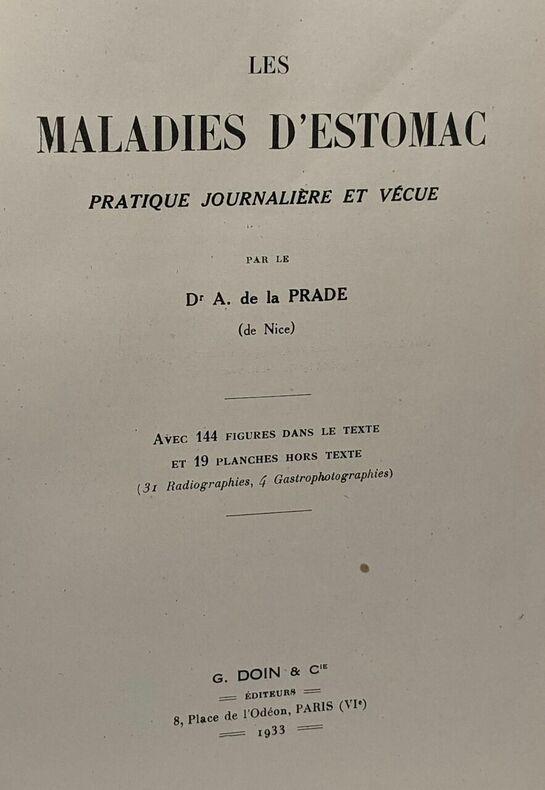 LES
MALADIES D'ESTOMAC
PRATIQUE JOURNALIÈRE ET VÉCUE
PAR LE
Dr A. de la PRADE
(de Nice)
AVEC 144 FIGURES DANS LE TEXTE
ET 19 PLANCHES HORS TEXTE
(31 Radiographies, 4 Gastrophotographies)
G. DOIN & CIE
ÉDITEURS
8, Place de l'Odéon, PARIS (VIe)
1933